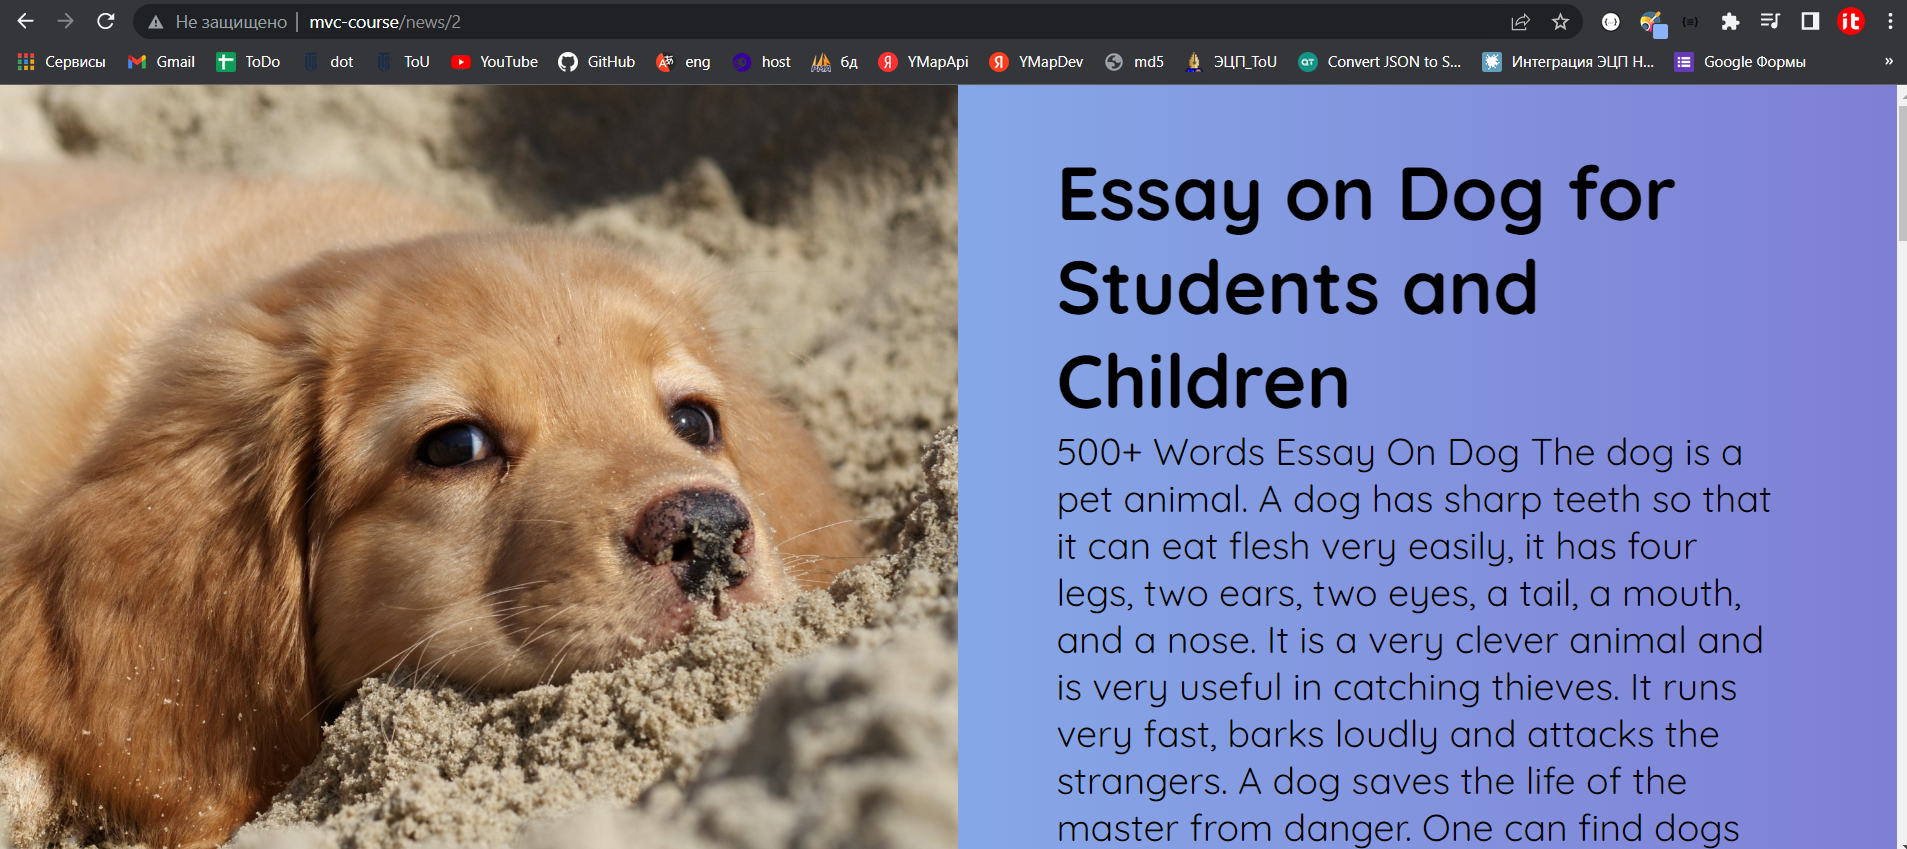 Не защищено mvc-course/news/2
Сервисы Gmail ToDo dot ToU YouTube GitHub eng host бд YMapApi YMapDev md5 ЭЦП_ToU Convert JSON to S... Интеграция ЭЦП Н... Google Формы »
Essay on Dog for
Students and
Children
500+ Words Essay On Dog The dog is a
pet animal. A dog has sharp teeth so that
it can eat flesh very easily, it has four
legs, two ears, two eyes, a tail, a mouth,
and a nose. It is a very clever animal and
is very useful in catching thieves. It runs
very fast, barks loudly and attacks the
strangers. A dog saves the life of the
master from danger. One can find dogs